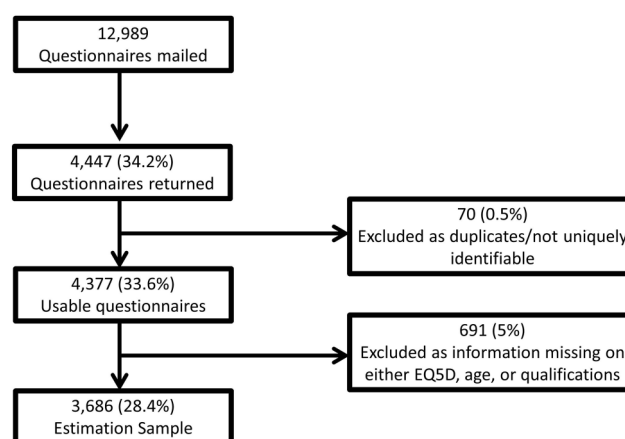 12,989
Questionnaires mailed
4,447 (34.2%)
Questionnaires returned
70 (0.5%)
Excluded as duplicates/not uniquely
identifiable
4,377 (33.6%)
Usable questionnaires
691 (5%)
Excluded as information missing on
either EQ5D, age, or qualifications
3,686 (28.4%)
Estimation Sample